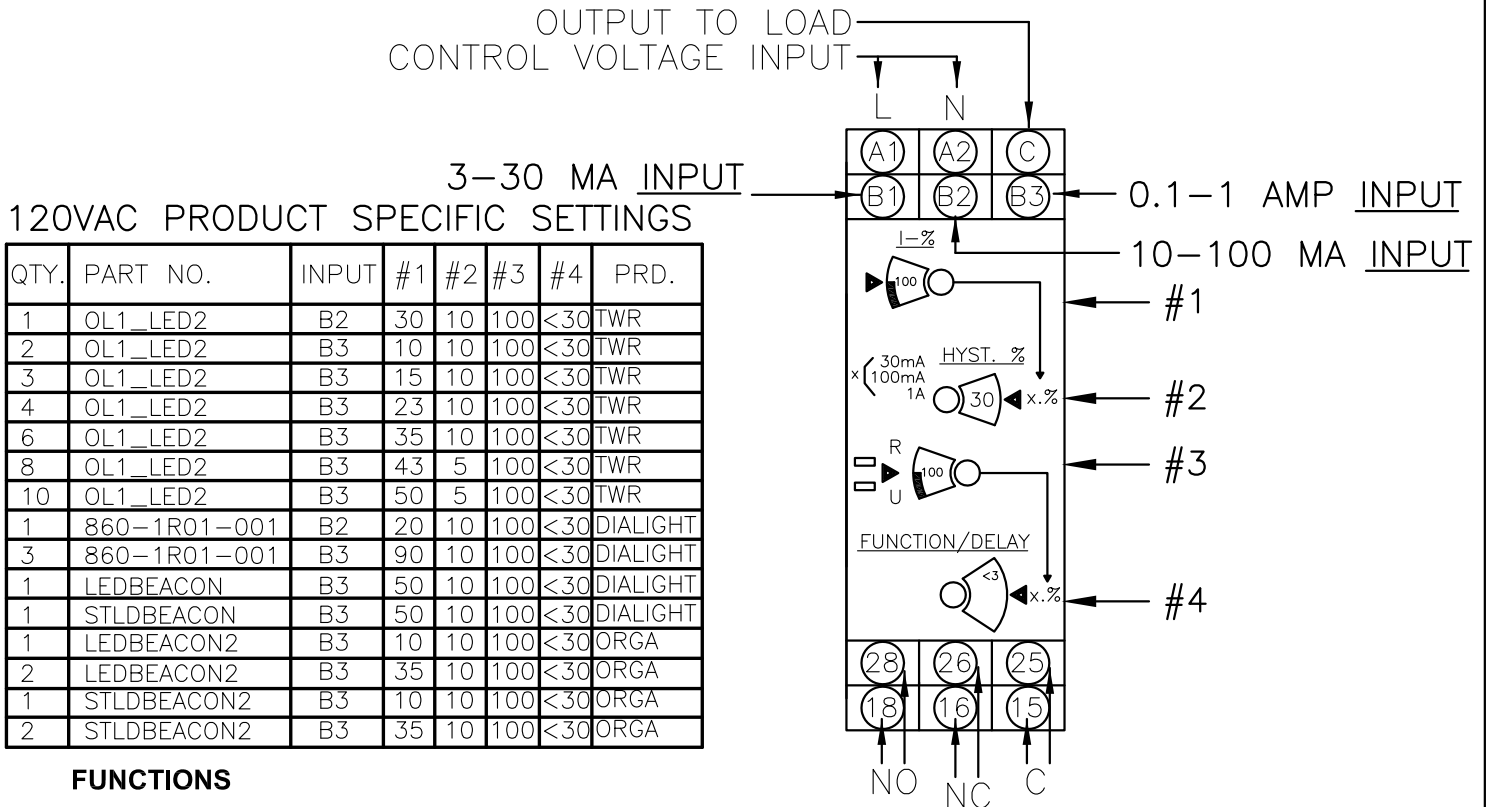 OUTPUT TO LOAD
CONTROL VOLTAGE INPUT
L N
A1 A2 C
3-30 MA INPUT
B1 B2 B3
0.1-1 AMP INPUT
10-100 MA INPUT
120VAC PRODUCT SPECIFIC SETTINGS
QTY. PART NO. INPUT #1 #2 #3 #4 PRD.
1 OL1_LED2 B2 30 10 100 <30 TWR
2 OL1_LED2 B3 10 10 100 <30 TWR
3 OL1_LED2 B3 15 10 100 <30 TWR
4 OL1_LED2 B3 23 10 100 <30 TWR
6 OL1_LED2 B3 35 10 100 <30 TWR
8 OL1_LED2 B3 43 5 100 <30 TWR
10 OL1_LED2 B3 50 5 100 <30 TWR
1 860-1R01-001 B2 20 10 100 <30 DIALIGHT
3 860-1R01-001 B3 90 10 100 <30 DIALIGHT
1 LEDBEACON B3 50 10 100 <30 DIALIGHT
1 STLDBEACON B3 50 10 100 <30 DIALIGHT
1 LEDBEACON2 B3 10 10 100 <30 ORGA
2 LEDBEACON2 B3 35 10 100 <30 ORGA
1 STLDBEACON2 B3 10 10 100 <30 ORGA
2 STLDBEACON2 B3 35 10 100 <30 ORGA
FUNCTIONS
I-%
100
#1
HYST. %
x 30mA
100mA
1A
30 x.%
#2
R
100
U
#3
FUNCTION/DELAY
<3 x.%
#4
28 26 25
18 16 15
NO NC C